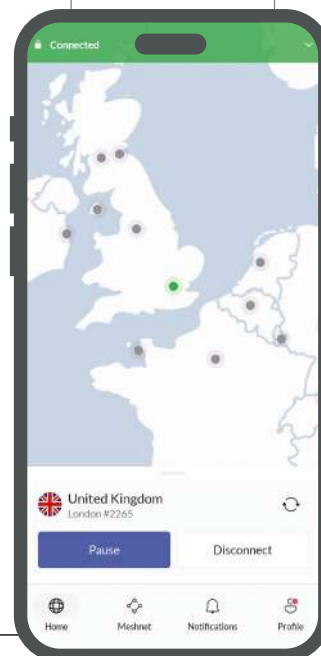 Connected
United Kingdom
London #2265
Pause
Disconnect
Home
Meshnet
Notifications
Profile